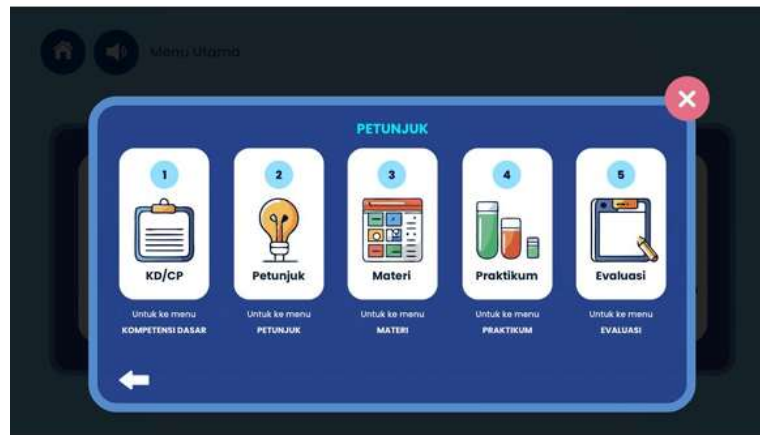 Menu Utama
PETUNJUK
1
2
3
4
5
KD/CP
Petunjuk
Materi
Praktikum
Evaluasi
Untuk ke menu
KOMPETENSI DASAR
Untuk ke menu
PETUNJUK
Untuk ke menu
MATERI
Untuk ke menu
PRAKTIKUM
Untuk ke menu
EVALUASI